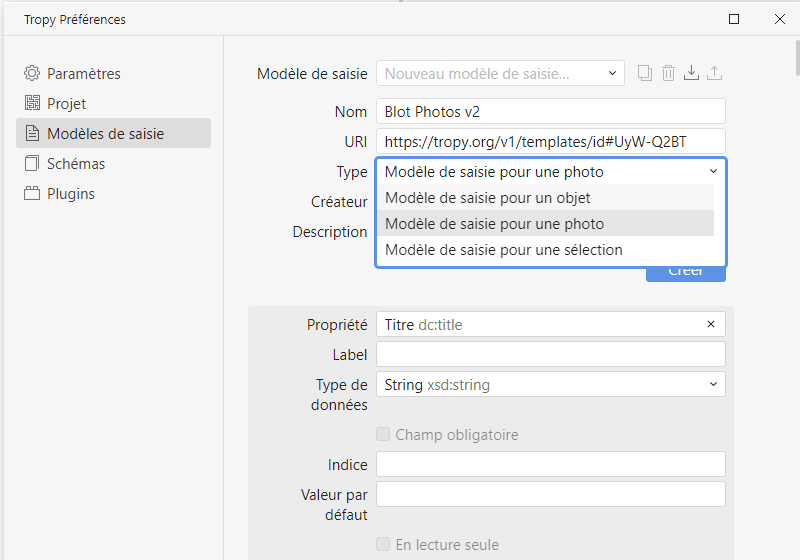 Tropy Préférences
Paramètres
Projet
Modèles de saisie
Schémas
Plugins
Modèle de saisie Nouveau modèle de saisie...
Nom Blot Photos v2
URI https://tropy.org/v1/templates/id#UyW-Q2BT
Type Modèle de saisie pour une photo
Modèle de saisie pour un objet
Modèle de saisie pour une photo
Modèle de saisie pour une sélection
Créateur
Description
Créer
Propriété Titre dc:title
Label
Type de données String xsd:string
Champ obligatoire
Indice
Valeur par défaut
En lecture seule